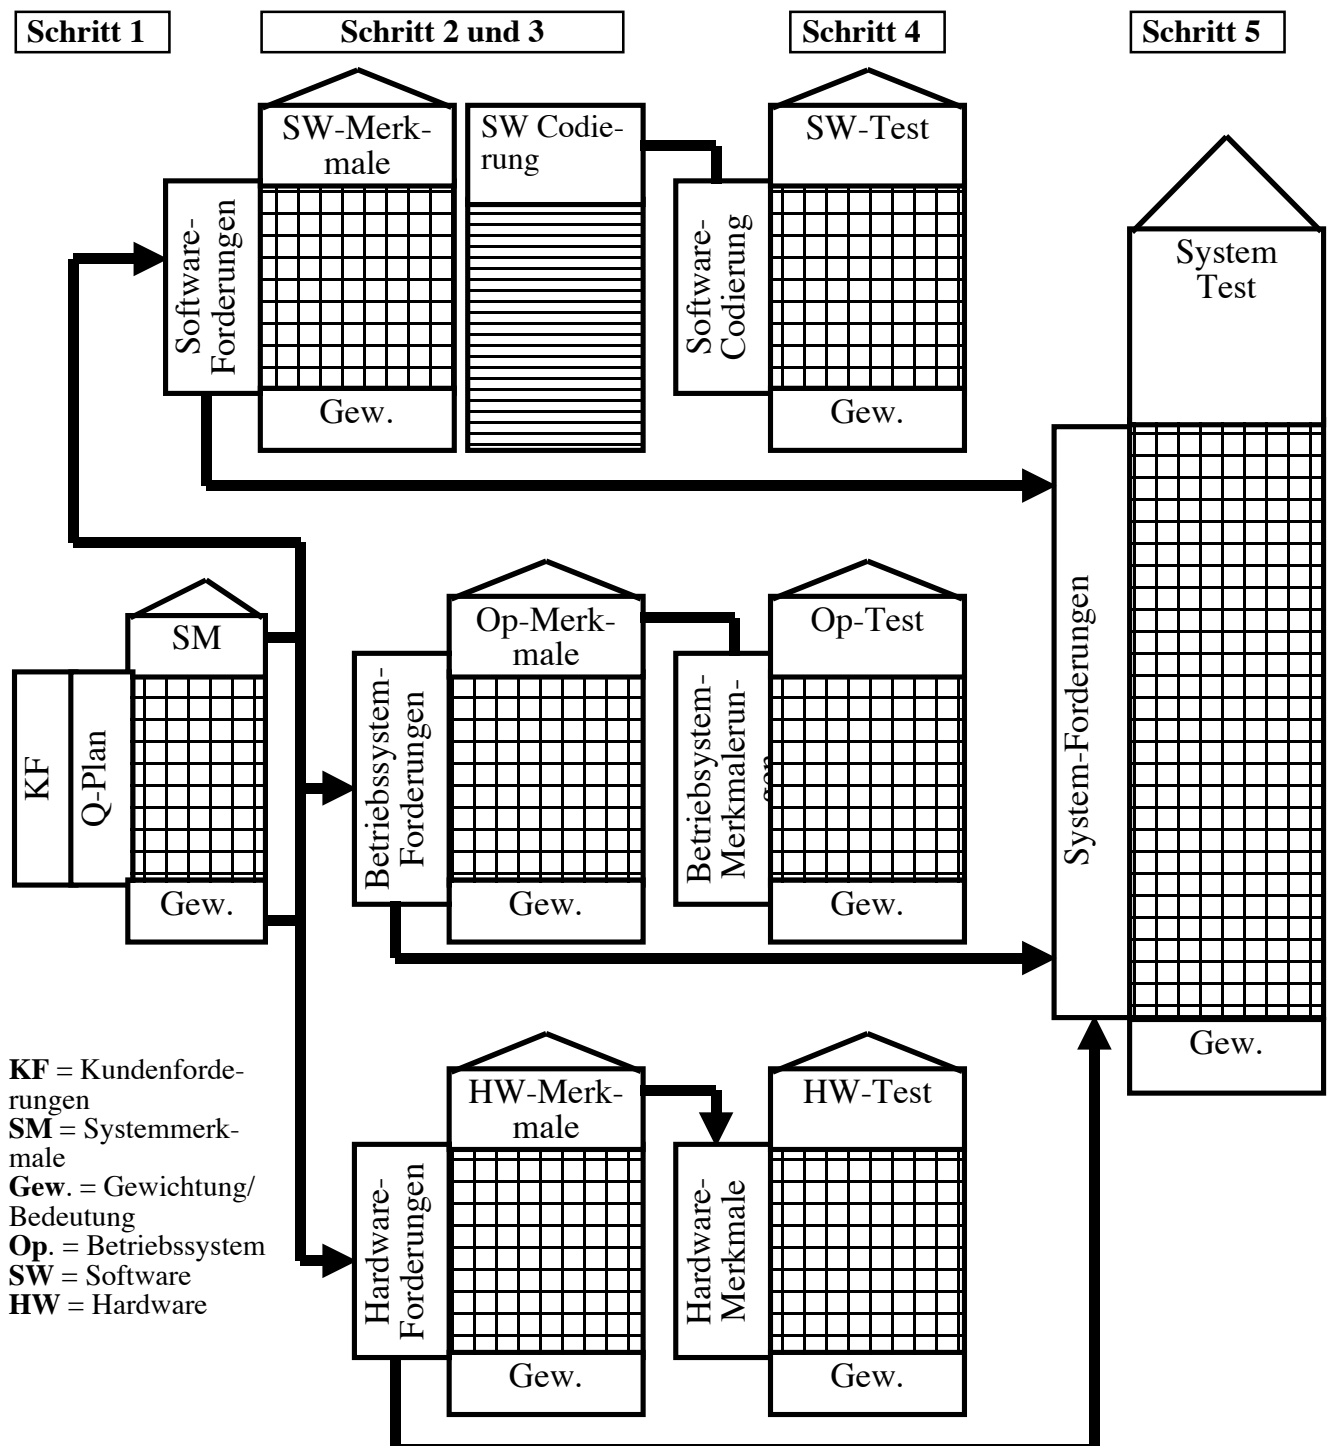 Schritt 1
Schritt 2 und 3
Schritt 4
Schritt 5
SW-Merk-
male
SW Codie-
rung
SW-Test
Software-
Forderungen
Software-
Codierung
Gew.
Gew.
System
Test
SM
KF
Q-Plan
Gew.
Op-Merk-
male
Op-Test
Betriebssystem-
Forderungen
Betriebsystem-
Merkmalerun-
gen
Gew.
Gew.
System-Forderungen
Gew.
HW-Merk-
male
HW-Test
Hardware-
Forderungen
Hardware-
Merkmale
Gew.
Gew.
KF = Kundenforde-
rungen
SM = Systemmerk-
male
Gew. = Gewichtung/
Bedeutung
Op. = Betriebssystem
SW = Software
HW = Hardware